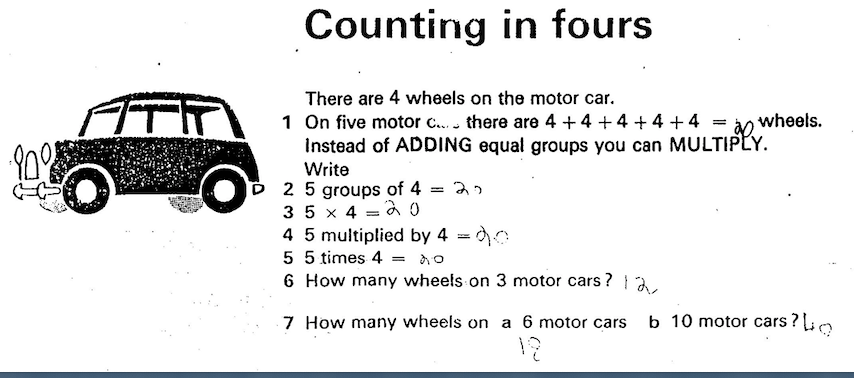 Counting in fours
There are 4 wheels on the motor car.
1 On five motor c... there are 4 + 4 + 4 + 4 + 4 = 20 wheels.
Instead of ADDING equal groups you can MULTIPLY.
Write
2 5 groups of 4 = 20
3 5 × 4 = 20
4 5 multiplied by 4 = 20
5 5 times 4 = 20
6 How many wheels on 3 motor cars? 12
7 How many wheels on a 6 motor cars b 10 motor cars? 40